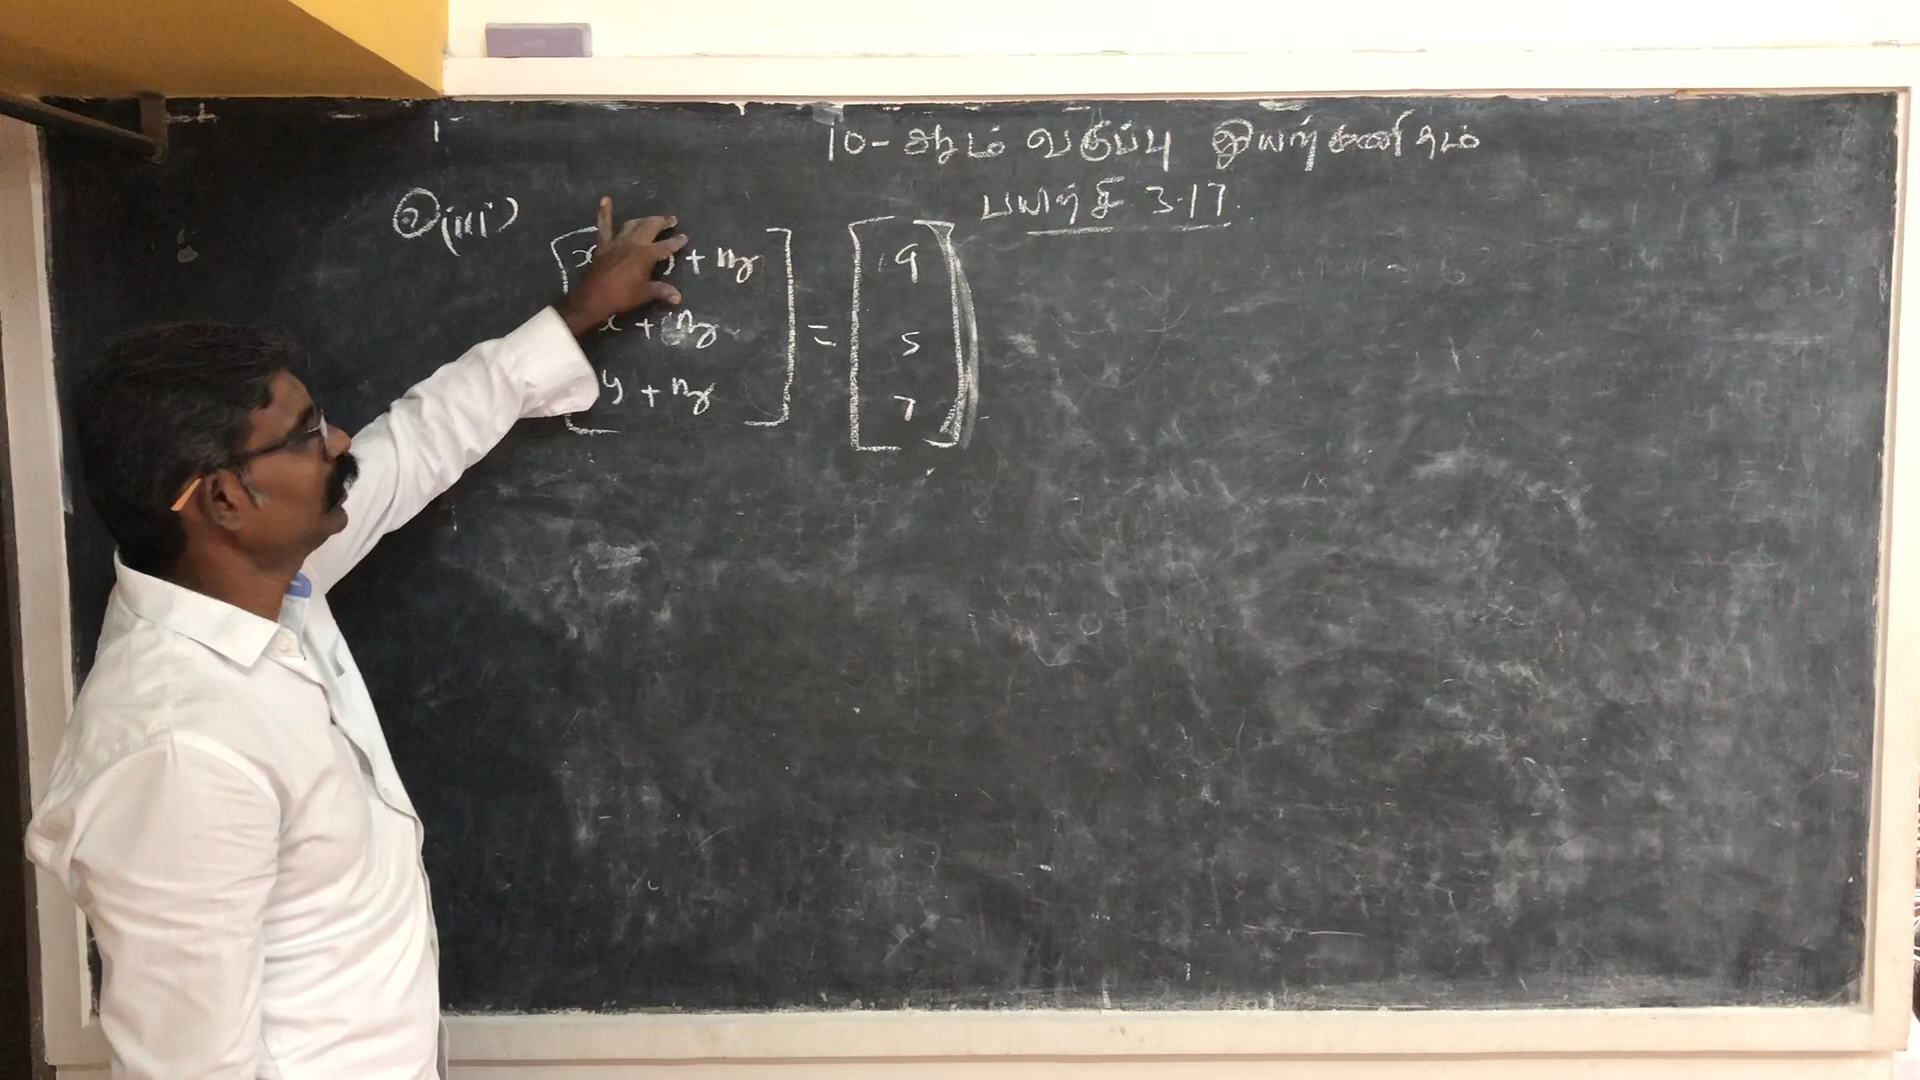 10-ஆம் வகுப்பு இயற்கணிதம்
பயிற்சி 3.17
(iii)
x + z = 9
x + z = 5
y + z 7